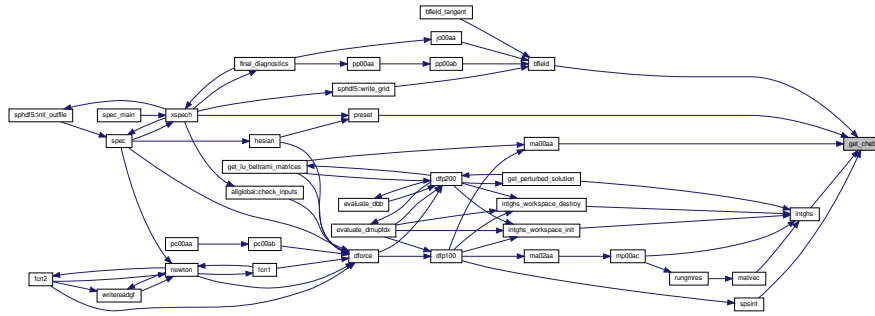 bfield_tangent
jo00aa
final_diagnostics
pp00aa
pp00ab
bfield
sphdf5::write_grid
sphdf5::init_outfile
spec_main
xspech
preset
spec
hesian
ma00aa
get_cheb
get_lu_beltrami_matrices
dfp200
get_perturbed_solution
allglobal::check_inputs
evaluate_dbb
intghs_workspace_destroy
intghs
evaluate_dmupfdx
intghs_workspace_init
pc00aa
pc00ab
dforce
dfp100
ma02aa
mp00ac
newton
fcn1
rungmres
matvec
fcn2
writereadgf
spsint